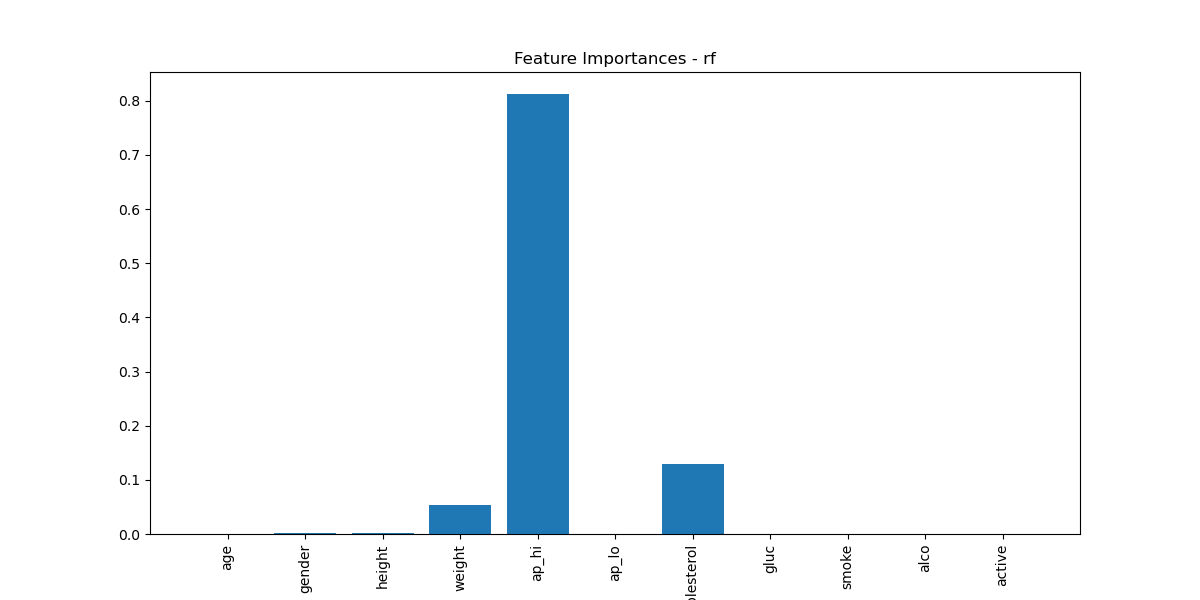 Feature Importances - rf
0.8
0.7
0.6
0.5
0.4
0.3
0.2
0.1
0.0
age
gender
height
weight
ap_hi
ap_lo
olesterol
gluc
smoke
alco
active